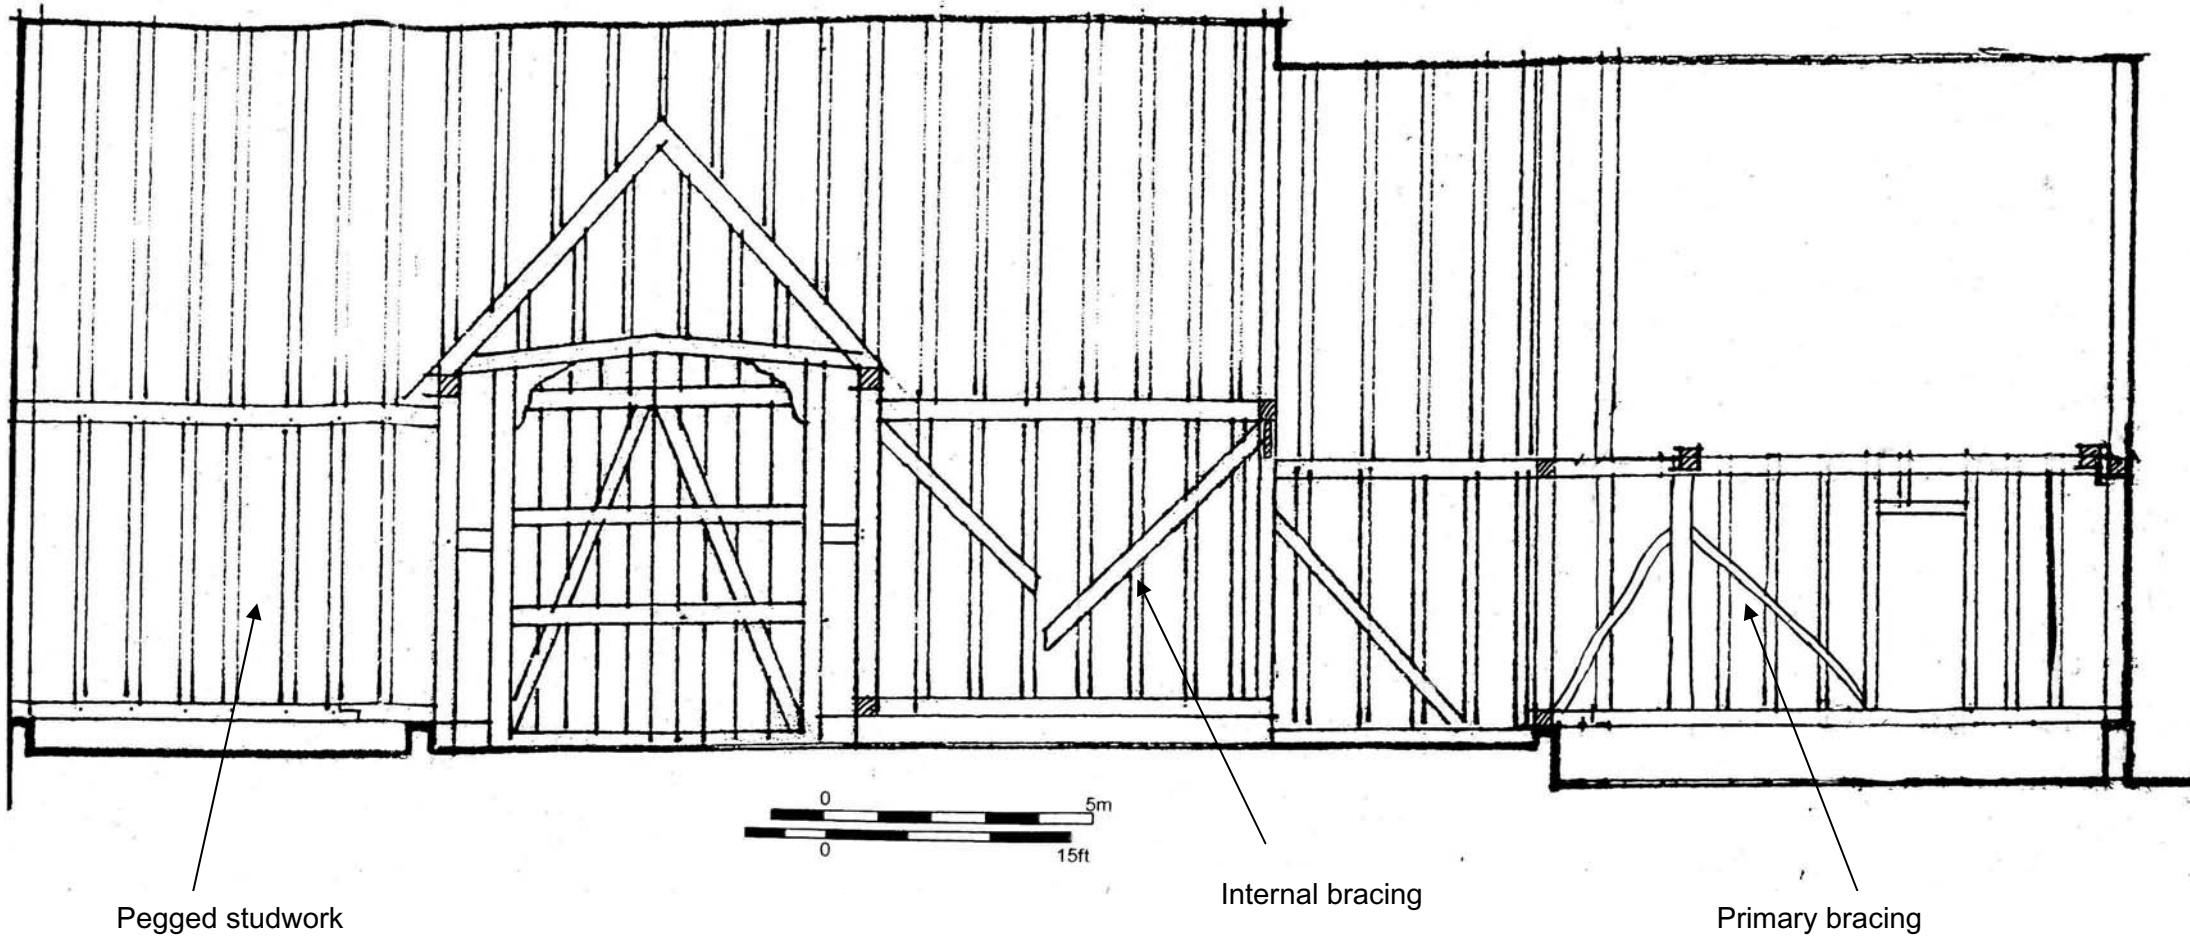 0 5m
0 15ft
Internal bracing
Pegged studwork
Primary bracing